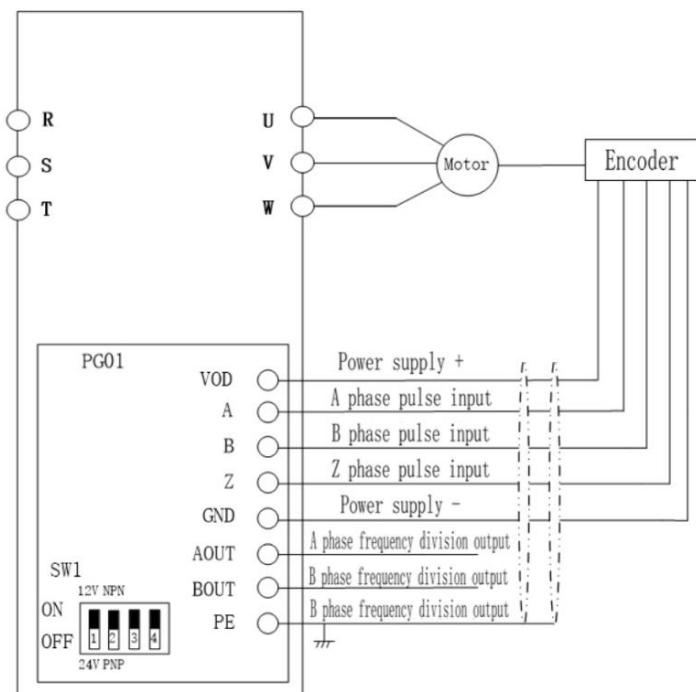 R
U
S
V
T
W
Motor
Encoder
PG01
VOD
Power supply +
A
A phase pulse input
B
B phase pulse input
Z
Z phase pulse input
GND
Power supply -
AOUT
A phase frequency division output
BOUT
B phase frequency division output
PE
B phase frequency division output
SW1
12V NPN
ON
OFF
1 2 3 4
24V PNP